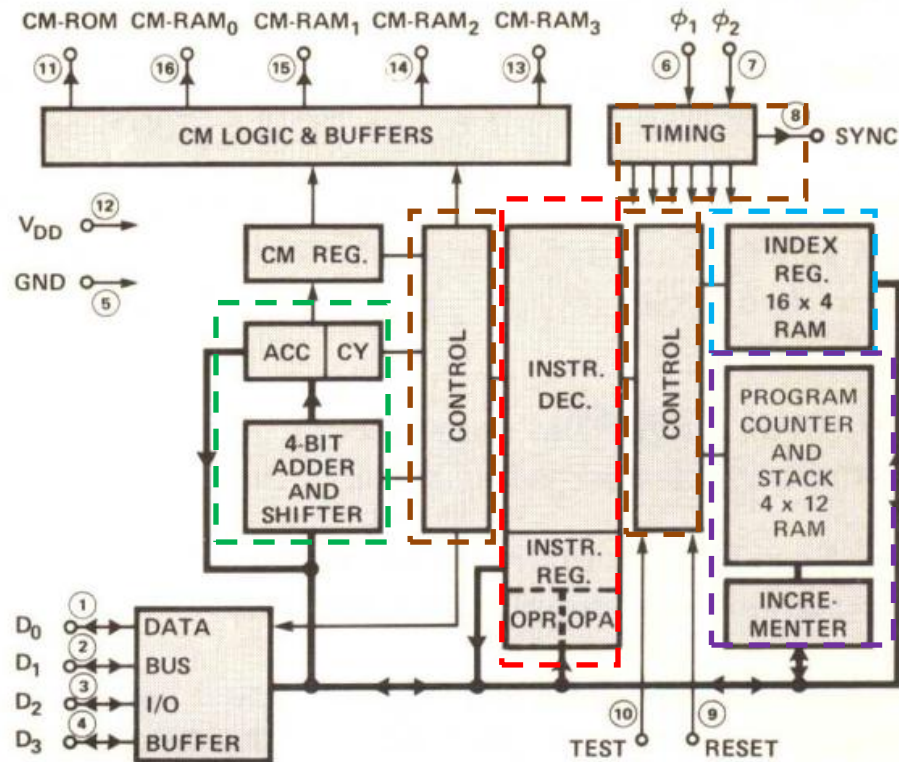 CM-ROM CM-RAM₀ CM-RAM₁ CM-RAM₂ CM-RAM₃ ϕ₁ ϕ₂
11 16 15 14 13 6 7
CM LOGIC & BUFFERS
TIMING
8 SYNC
12
V_DD
GND
5
CM REG.
ACC CY
4-BIT
ADDER
AND
SHIFTER
CONTROL
INSTR.
DEC.
INSTR.
REG.
OPR OPA
CONTROL
INDEX
REG.
16 x 4
RAM
PROGRAM
COUNTER
AND
STACK
4 x 12
RAM
INCRE-
MENTER
D₀ 1 DATA
D₁ 2 BUS
D₂ 3 I/O
D₃ 4 BUFFER
10 9
TEST RESET